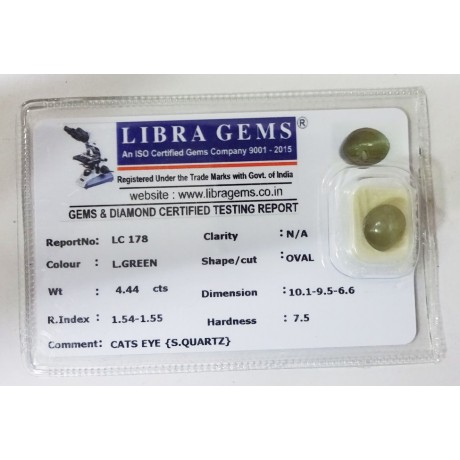 LIBRA GEMS ®
An ISO Certified Gems Company 9001 - 2015
Registered Under the Trade Marks with Govt. of India
website : www.libragems.co.in
GEMS & DIAMOND CERTIFIED TESTING REPORT
ReportNo: LC 178 Clarity : N/A
Colour : L.GREEN Shape/cut : OVAL
Wt : 4.44 cts Dimension : 10.1-9.5-6.6
R.Index : 1.54-1.55 Hardness : 7.5
Comment: CATS EYE {S.QUARTZ}